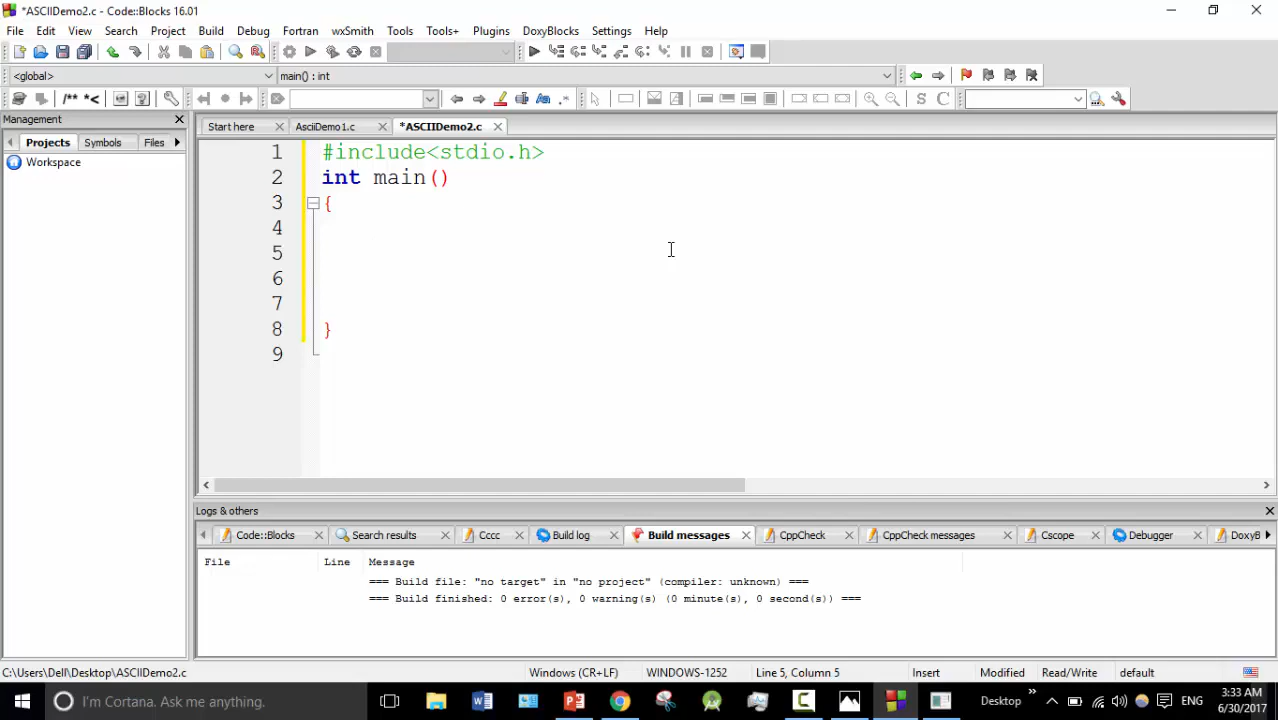 *ASCIIDemo2.c - Code::Blocks 16.01
File Edit View Search Project Build Debug Fortran wxSmith Tools Tools+ Plugins DoxyBlocks Settings Help
<global> main() : int
/** *< S C
Management
Projects Symbols Files
Workspace
Start here AsciiDemo1.c *ASCIIDemo2.c
1 #include<stdio.h>
2 int main()
3 {
4
5
6
7
8 }
9
Logs & others
Code::Blocks Search results Cccc Build log Build messages CppCheck CppCheck messages Cscope Debugger DoxyB
File Line Message
=== Build file: "no target" in "no project" (compiler: unknown) ===
=== Build finished: 0 error(s), 0 warning(s) (0 minute(s), 0 second(s)) ===
C:\Users\Dell\Desktop\ASCIIDemo2.c Windows (CR+LF) WINDOWS-1252 Line 5, Column 5 Insert Modified Read/Write default
I'm Cortana. Ask me anything. Desktop ENG 3:33 AM
6/30/2017